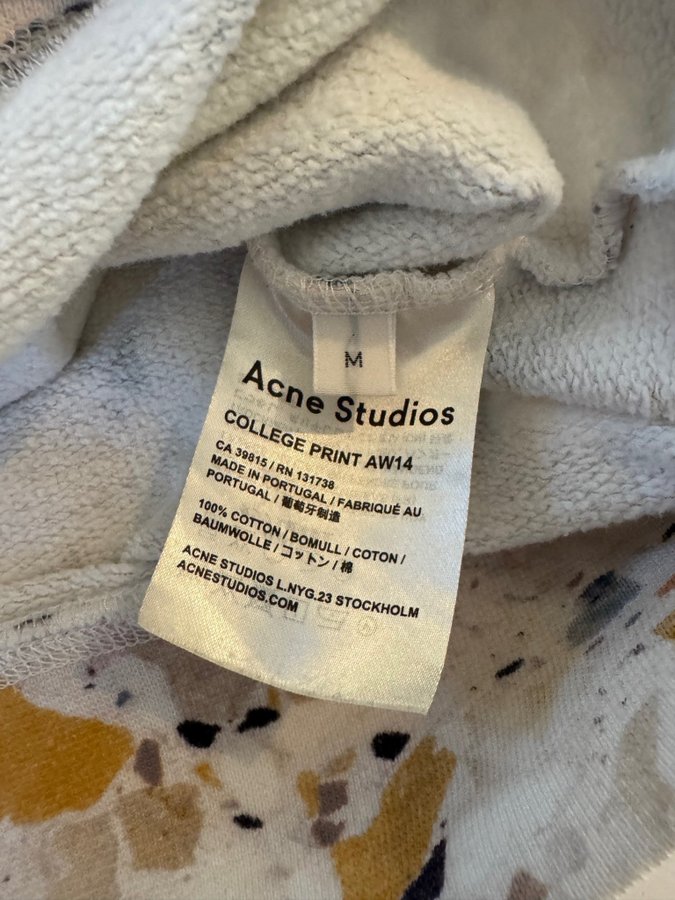 M
Acne Studios
COLLEGE PRINT AW14
CA 39815 / RN 131738
MADE IN PORTUGAL / FABRIQUÉ AU
PORTUGAL / 葡萄牙制造
100% COTTON / BOMULL / COTON /
BAUMWOLLE / コットン / 棉
ACNE STUDIOS L.NYG.23 STOCKHOLM
ACNESTUDIOS.COM